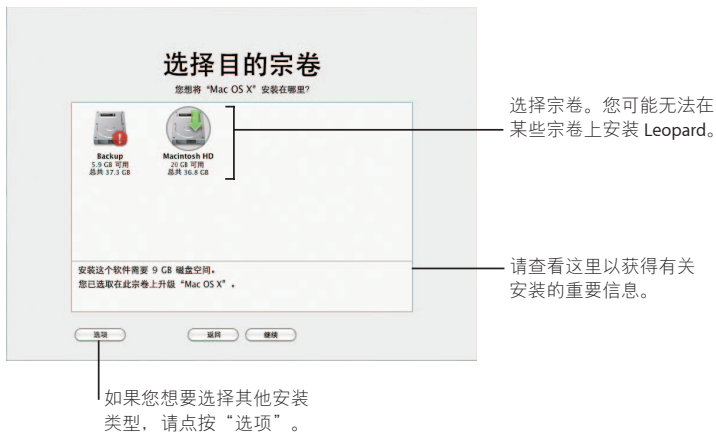 选择目的宗卷
您想将“Mac OS X”安装在哪里?
Backup
5.9 GB 可用
总共 37.3 GB
Macintosh HD
20 GB 可用
总共 36.8 GB
选择宗卷。您可能无法在
某些宗卷上安装 Leopard。
安装这个软件需要 9 GB 磁盘空间。
您已选取在此宗卷上升级“Mac OS X”。
请查看这里以获得有关
安装的重要信息。
选项
返回
继续
如果您想要选择其他安装
类型，请点按“选项”。